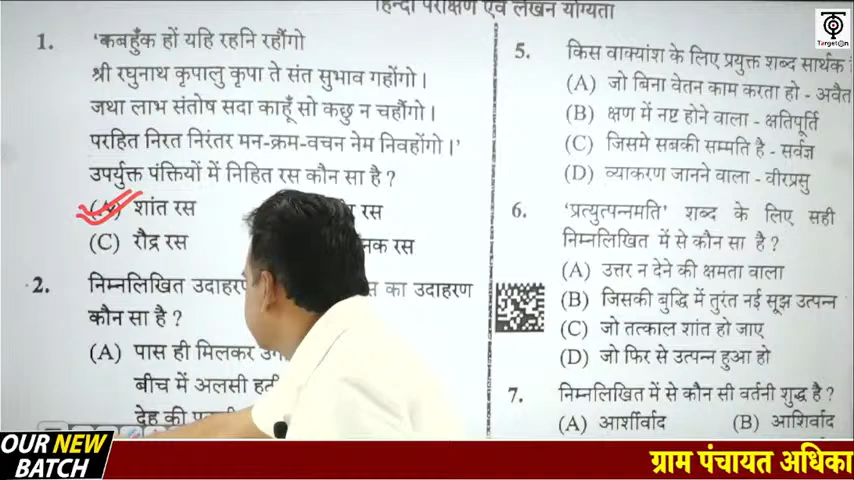 हिन्दी परीक्षण एवं लेखन योग्यता
1. 'कबहुँक हों यहि रहनि रहौंगो
श्री रघुनाथ कृपालु कृपा ते संत सुभाव गहोंगो।
जथा लाभ संतोष सदा काहूँ सो कछु न चहौंगो।
परहित निरत निरंतर मन-क्रम-वचन नेम निवहोंगो।'
उपर्युक्त पंक्तियों में निहित रस कौन सा है ?
(A) शांत रस
रस
(C) रौद्र रस
नक रस
2. निम्नलिखित
का उदाहरण
कौन सा है ?
(A) पास ही मिलकर
बीच में अलसी
देह की
5. किस वाक्यांश के लिए प्रयुक्त शब्द सार्थक
(A) जो बिना वेतन काम करता हो - अवैत
(B) क्षण में नष्ट होने वाला - क्षतिपूर्ति
(C) जिसमे सबकी सम्मति है - सर्वज्ञ
(D) व्याकरण जानने वाला - वीरप्रसु
6. 'प्रत्युत्पन्नमति' शब्द के लिए सही
निम्नलिखित में से कौन सा है ?
(A) उत्तर न देने की क्षमता वाला
(B) जिसकी बुद्धि में तुरंत नई सूझ उत्पन्न
(C) जो तत्काल शांत हो जाए
(D) जो फिर से उत्पन्न हुआ हो
7. निम्नलिखित में से कौन सी वर्तनी शुद्ध है ?
(A) आर्शीर्वाद (B) आशिर्वाद
Target@n
OUR NEW
BATCH
ग्राम पंचायत अधिका